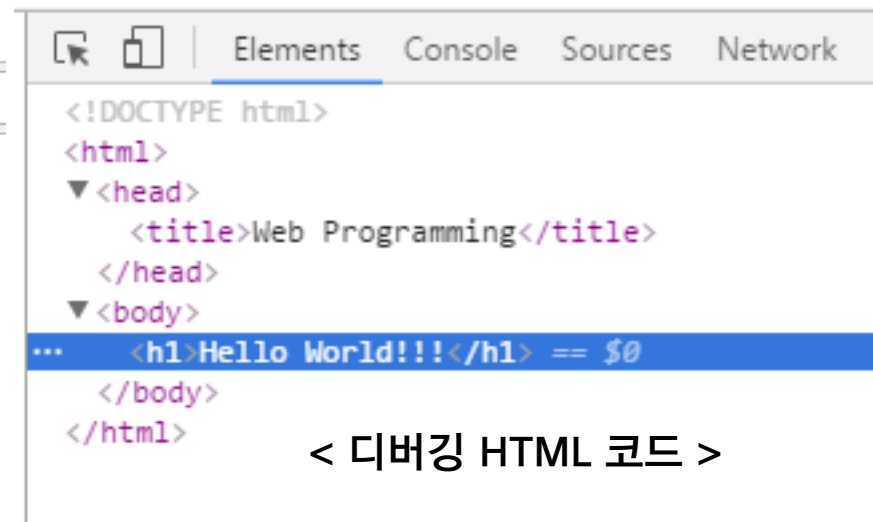 Elements Console Sources Network
<!DOCTYPE html>
<html>
▼<head>
<title>Web Programming</title>
</head>
▼<body>
··· <h1>Hello World!!!</h1> == $0
</body>
</html>
< 디버깅 HTML 코드 >